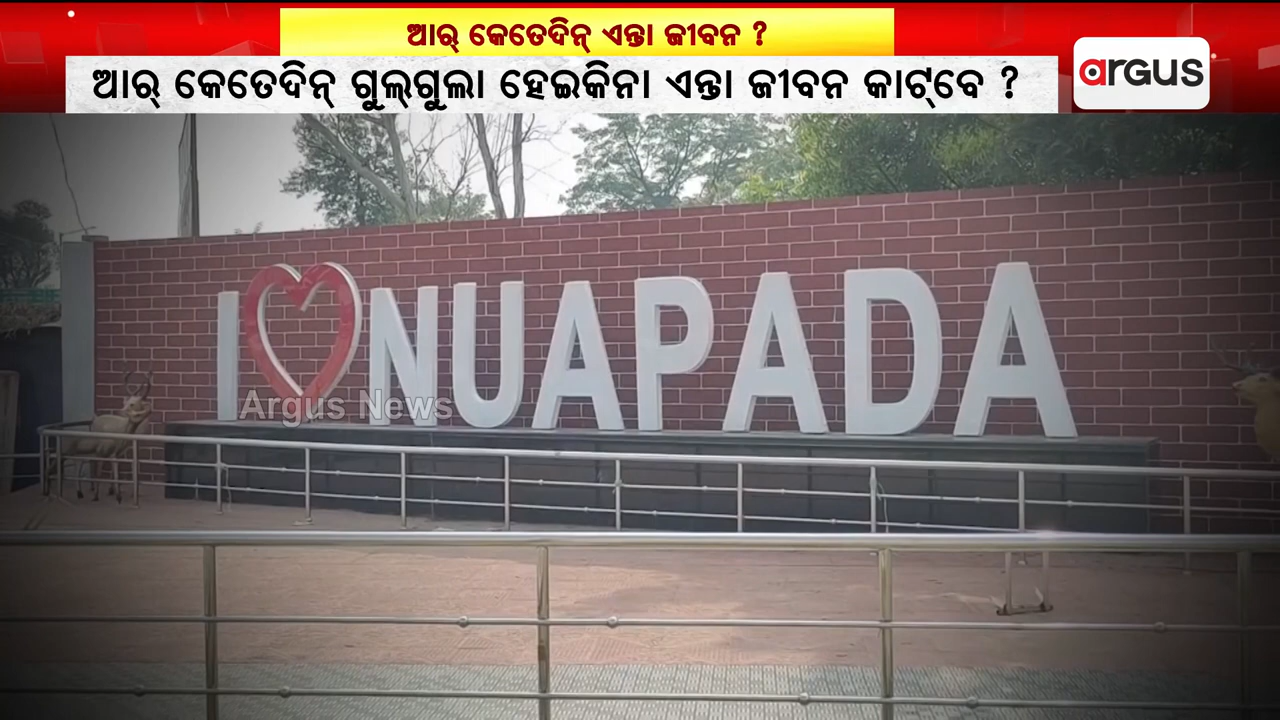 ଆର୍ କେତେଦିନ୍ ଏନ୍ତା ଜୀବନ ?
ଆର୍ କେତେଦିନ୍ ଗୁଲ୍‌ଗୁଲା ହେଇକିନା ଏନ୍ତା ଜୀବନ କାଟ୍‌ବେ ?
argus
I NUAPADA
Argus News